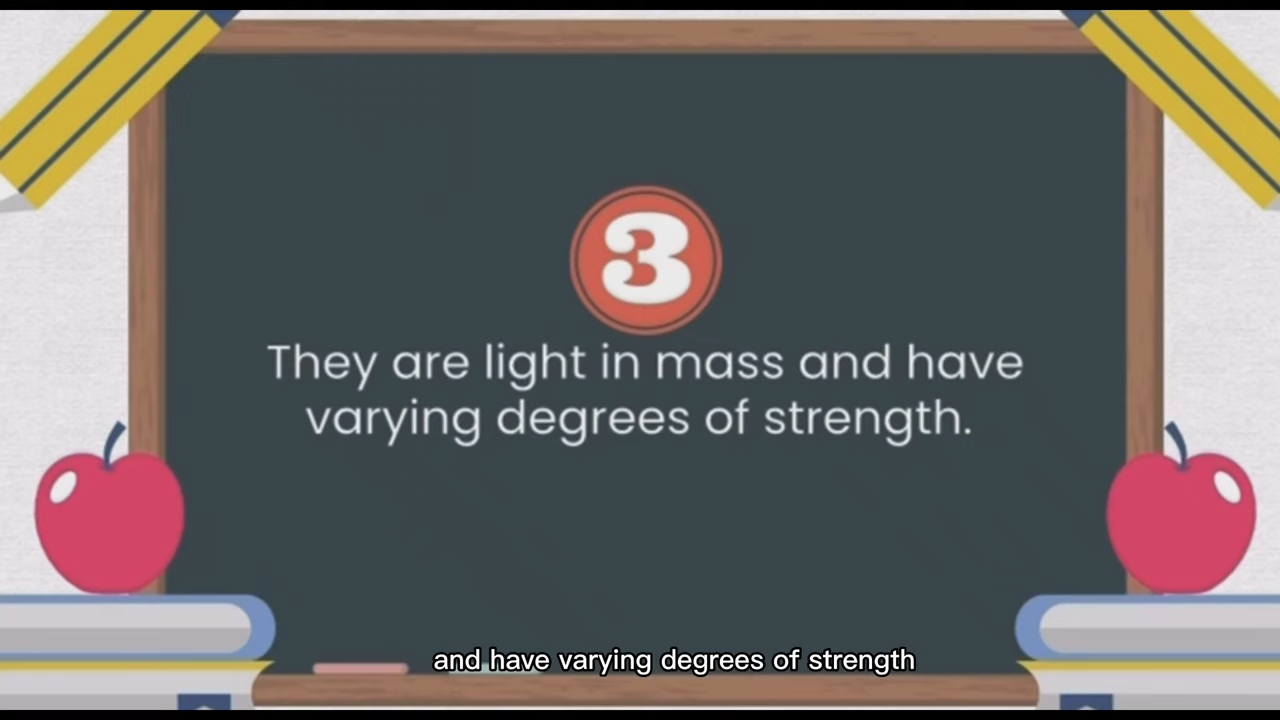 3
They are light in mass and have
varying degrees of strength.
and have varying degrees of strength